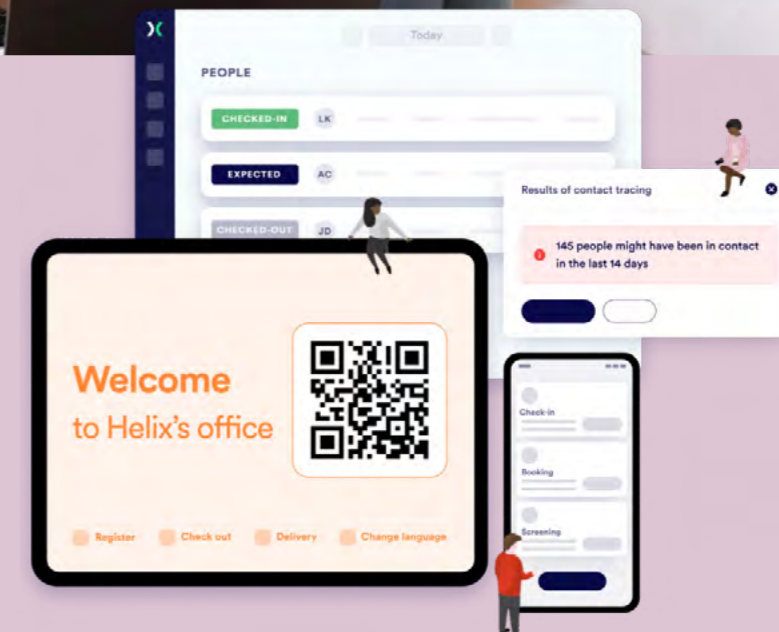 Today
PEOPLE
CHECKED-IN LK
EXPECTED AC
CHECKED-OUT JD
Results of contact tracing
145 people might have been in contact
in the last 14 days
Welcome
to Helix's office
Register Check out Delivery Change language
Check-in
Booking
Screening